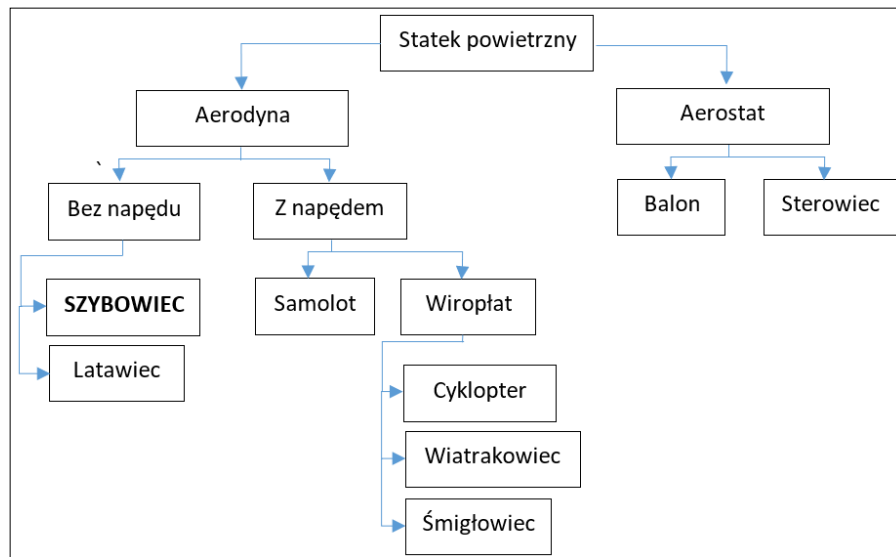 Statek powietrzny
Aerodyna
Aerostat
Bez napędu
Z napędem
Balon
Sterowiec
SZYBOWIEC
Samolot
Wiropłat
Latawiec
Cyklopter
Wiatrakowiec
Śmigłowiec